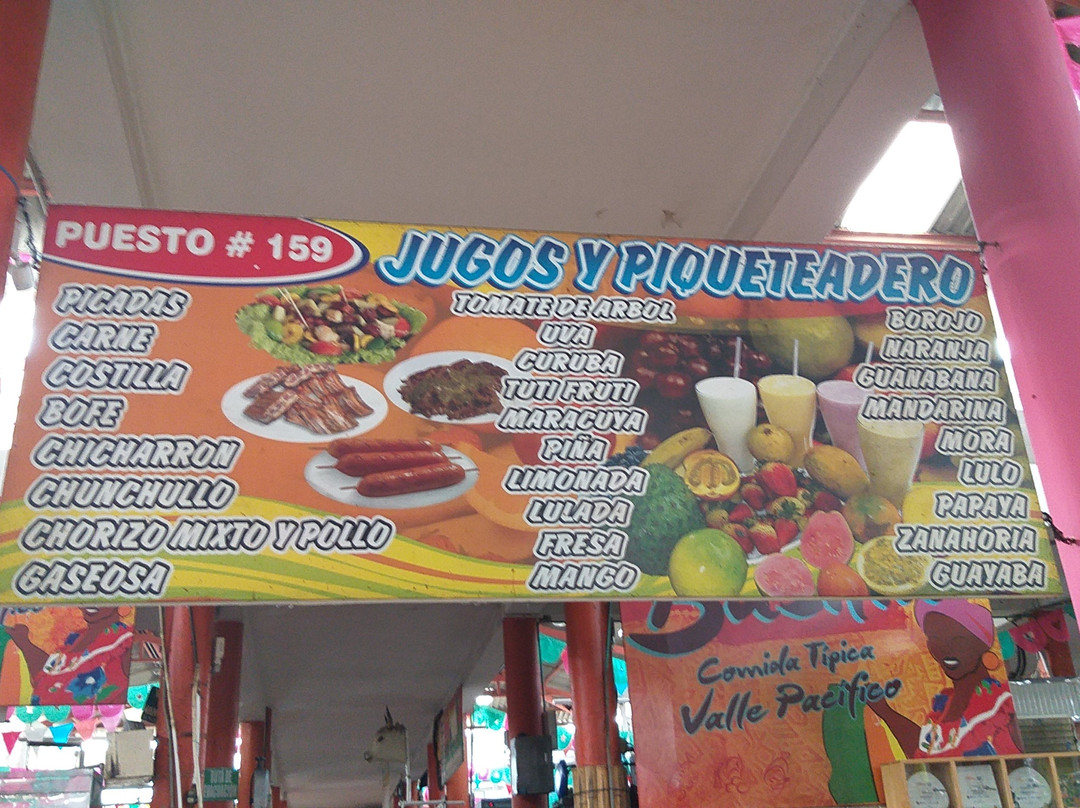 PUESTO # 159
JUGOS Y PIQUETEADERO
PICADAS
CARNE
COSTILLA
BOFE
CHICHARRON
CHUNCHULLO
CHORIZO MIXTO Y POLLO
GASEOSA
TOMATE DE ARBOL
UVA
CURUBA
TUTI FRUTI
MARACUYA
PIÑA
LIMONADA
LULADA
FRESA
MANGO
BOROJO
NARANJA
GUANABANA
MANDARINA
MORA
LULO
PAPAYA
ZANAHORIA
GUAYABA
Comida Típica
Valle Pacífico